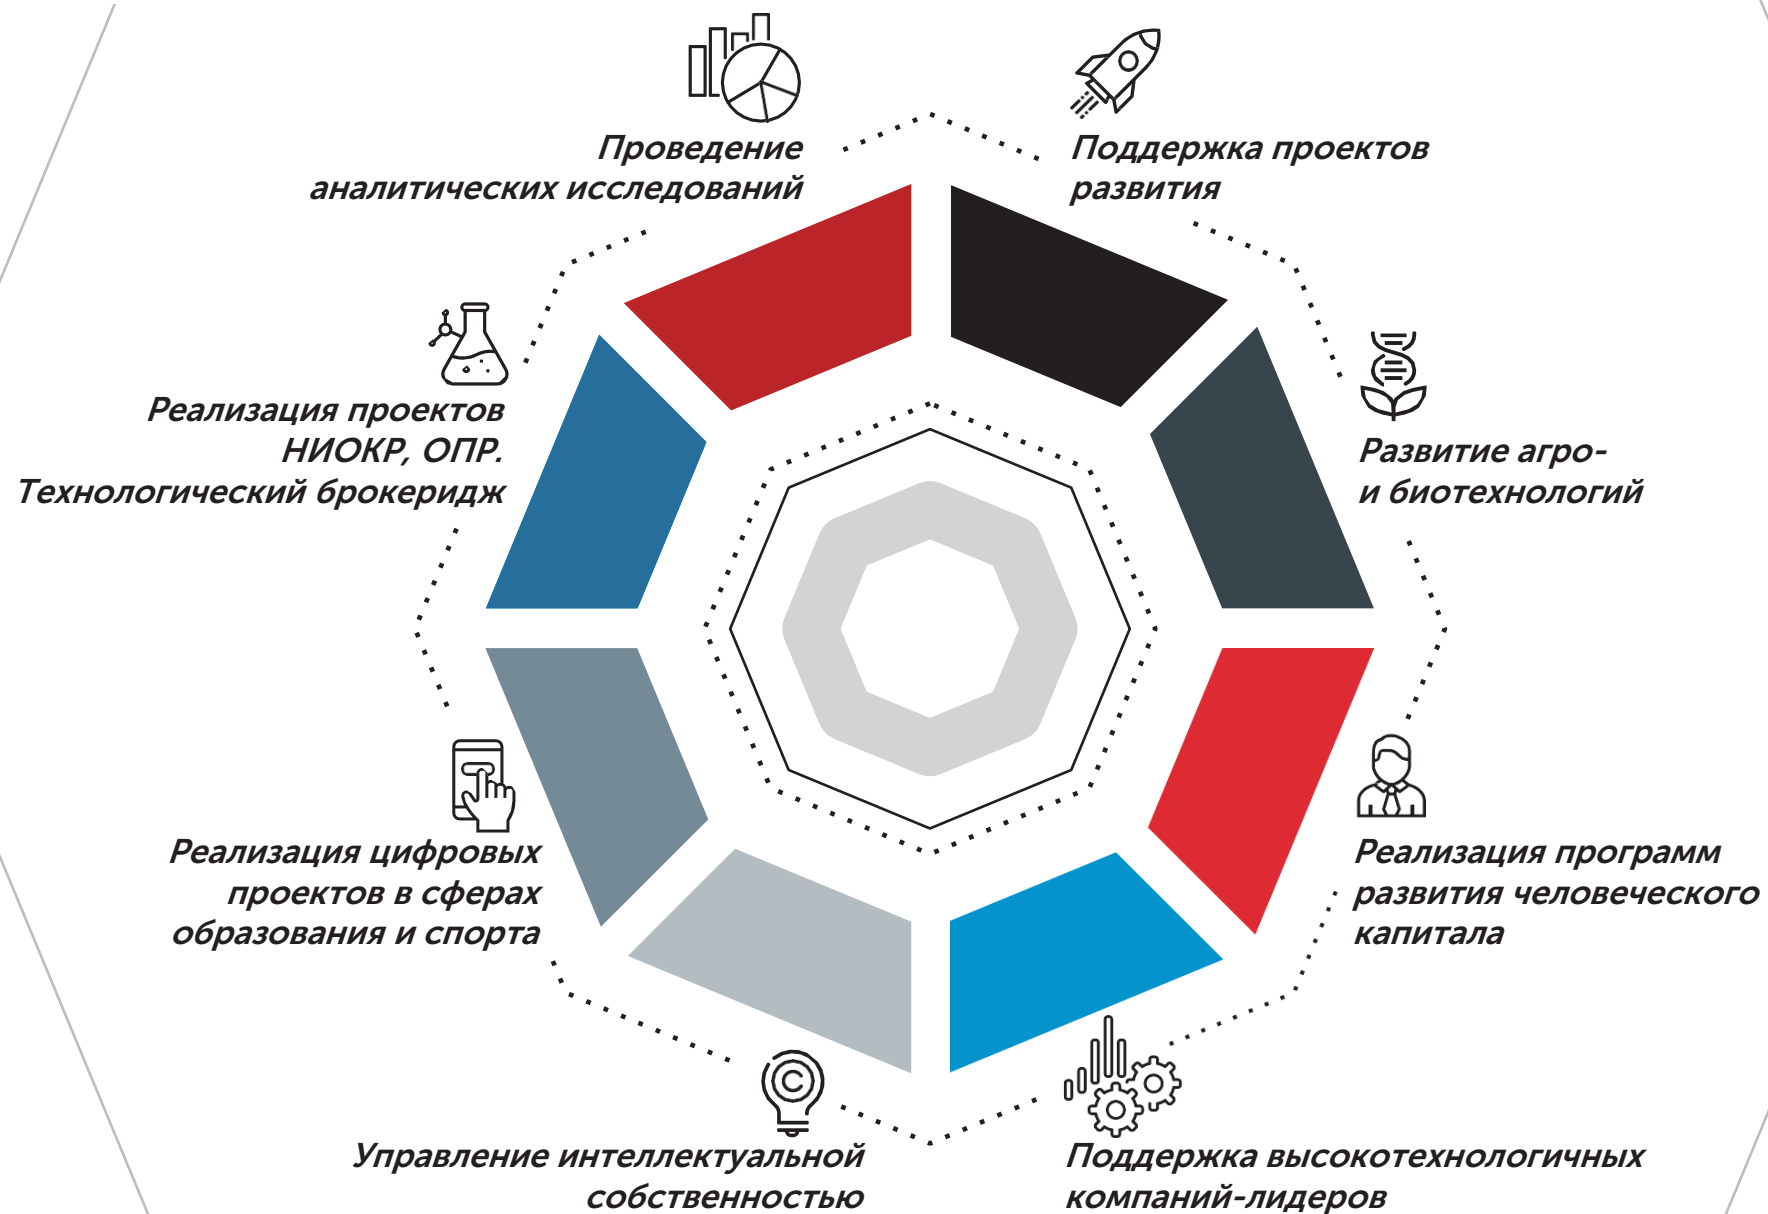 Проведение
аналитических исследований
Поддержка проектов
развития
Реализация проектов
НИОКР, ОПР.
Технологический брокеридж
Развитие агро-
и биотехнологий
Реализация цифровых
проектов в сферах
образования и спорта
Реализация программ
развития человеческого
капитала
Управление интеллектуальной
собственностью
Поддержка высокотехнологичных
компаний-лидеров